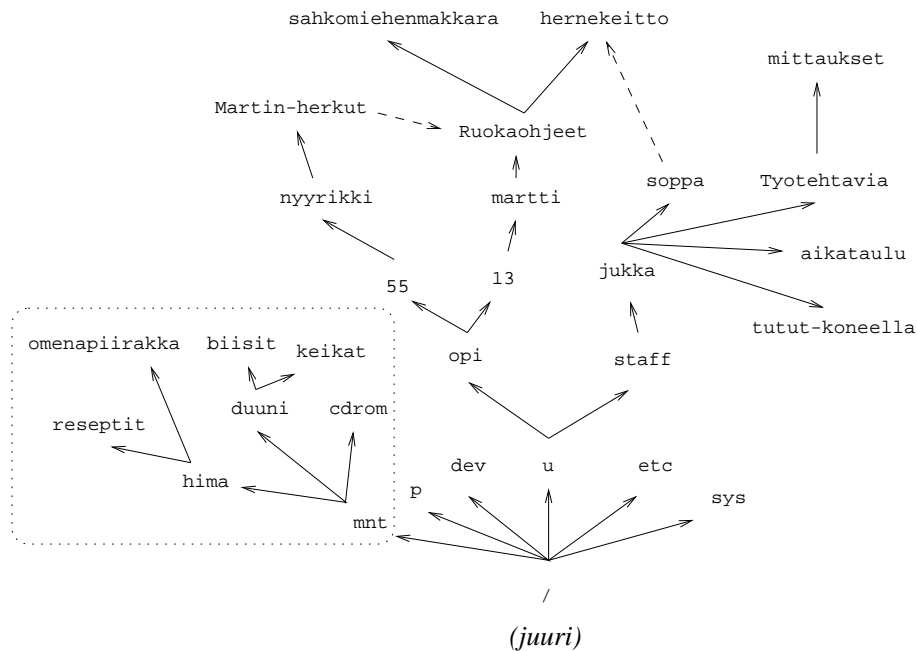 sahkomiehenmakkara hernekeitto
mittaukset
Martin-herkut
Ruokaohjeet
soppa Tyotehtavia
nyyrikki martti
aikataulu
jukka
55 13
tutut-koneella
omenapiirakka biisit keikat
opi staff
duuni cdrom
reseptit
dev u etc
hima p sys
mnt
/
(juuri)